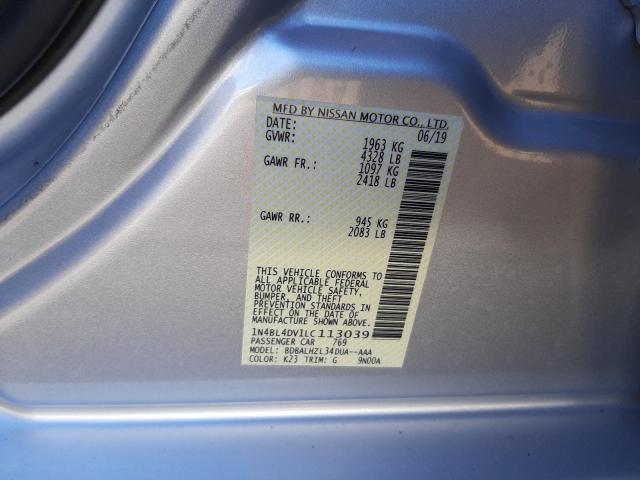 MFD BY NISSAN MOTOR CO., LTD.
DATE: 06/19
GVWR: 1963 KG
4328 LB
GAWR FR.: 1097 KG
2418 LB
GAWR RR.: 945 KG
2083 LB
THIS VEHICLE CONFORMS TO
ALL APPLICABLE FEDERAL
MOTOR VEHICLE SAFETY,
BUMPER, AND THEFT
PREVENTION STANDARDS IN
EFFECT ON THE DATE OF
MANUFACTURE SHOWN ABOVE.
1N4BL4DV1LC113039
PASSENGER CAR 769
MODEL: BDBALHZL34DUA--AAA
COLOR: K23 TRIM: G 9N00A